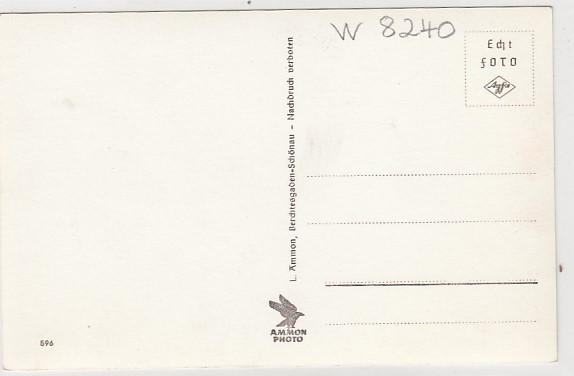 W 8240
Echt
FOTO
Agfa
L. Ammon, Berchtesgaden-Schönau - Nachdruck verboten
AMMON
PHOTO
596